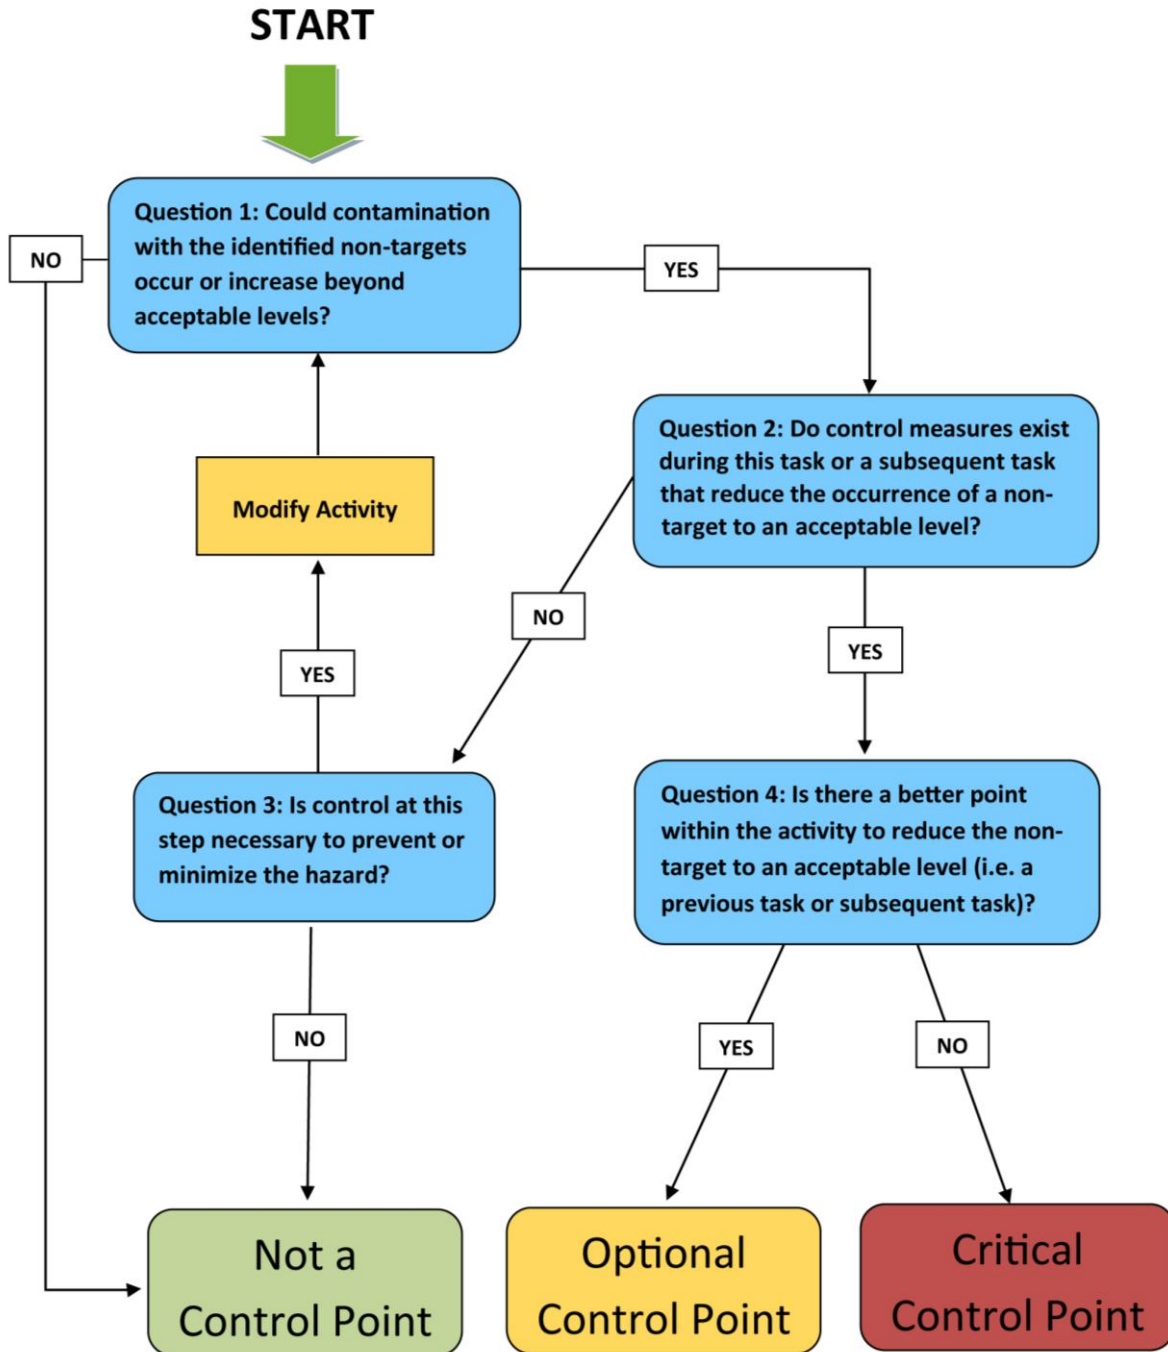 START
Question 1: Could contamination
with the identified non-targets
occur or increase beyond
acceptable levels?
NO
YES
Question 2: Do control measures exist
during this task or a subsequent task
that reduce the occurrence of a non-
target to an acceptable level?
Modify Activity
NO
YES
YES
Question 3: Is control at this
step necessary to prevent or
minimize the hazard?
Question 4: Is there a better point
within the activity to reduce the non-
target to an acceptable level (i.e. a
previous task or subsequent task)?
NO
YES
NO
Not a
Control Point
Optional
Control Point
Critical
Control Point